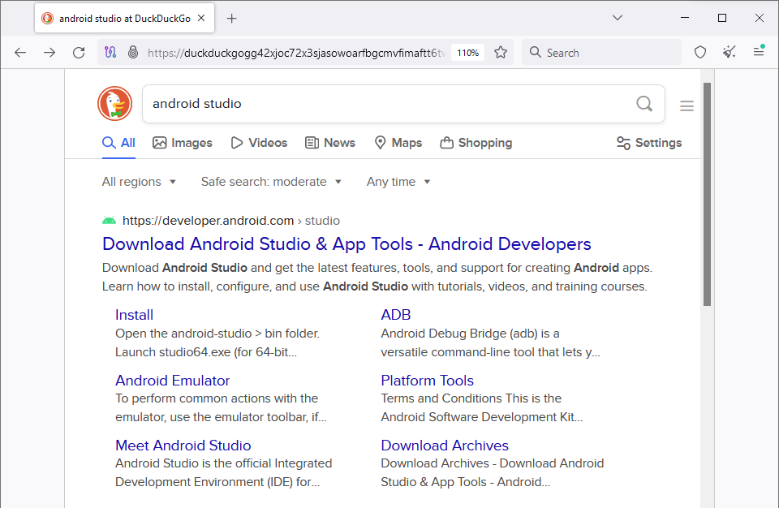 android studio at DuckDuckGo
https://duckduckgogg42xjoc72x3sjasowoarfbgcmvfimaftt6tv
110%
Search
android studio
All
Images
Videos
News
Maps
Shopping
Settings
All regions
Safe search: moderate
Any time
https://developer.android.com › studio
Download Android Studio & App Tools - Android Developers
Download Android Studio and get the latest features, tools, and support for creating Android apps.
Learn how to install, configure, and use Android Studio with tutorials, videos, and training courses.
Install
Open the android-studio > bin folder.
Launch studio64.exe (for 64-bit...
ADB
Android Debug Bridge (adb) is a
versatile command-line tool that lets y...
Android Emulator
To perform common actions with the
emulator, use the emulator toolbar, if...
Platform Tools
Terms and Conditions This is the
Android Software Development Kit...
Meet Android Studio
Android Studio is the official Integrated
Development Environment (IDE) for...
Download Archives
Download Archives - Download Android
Studio & App Tools - Android...